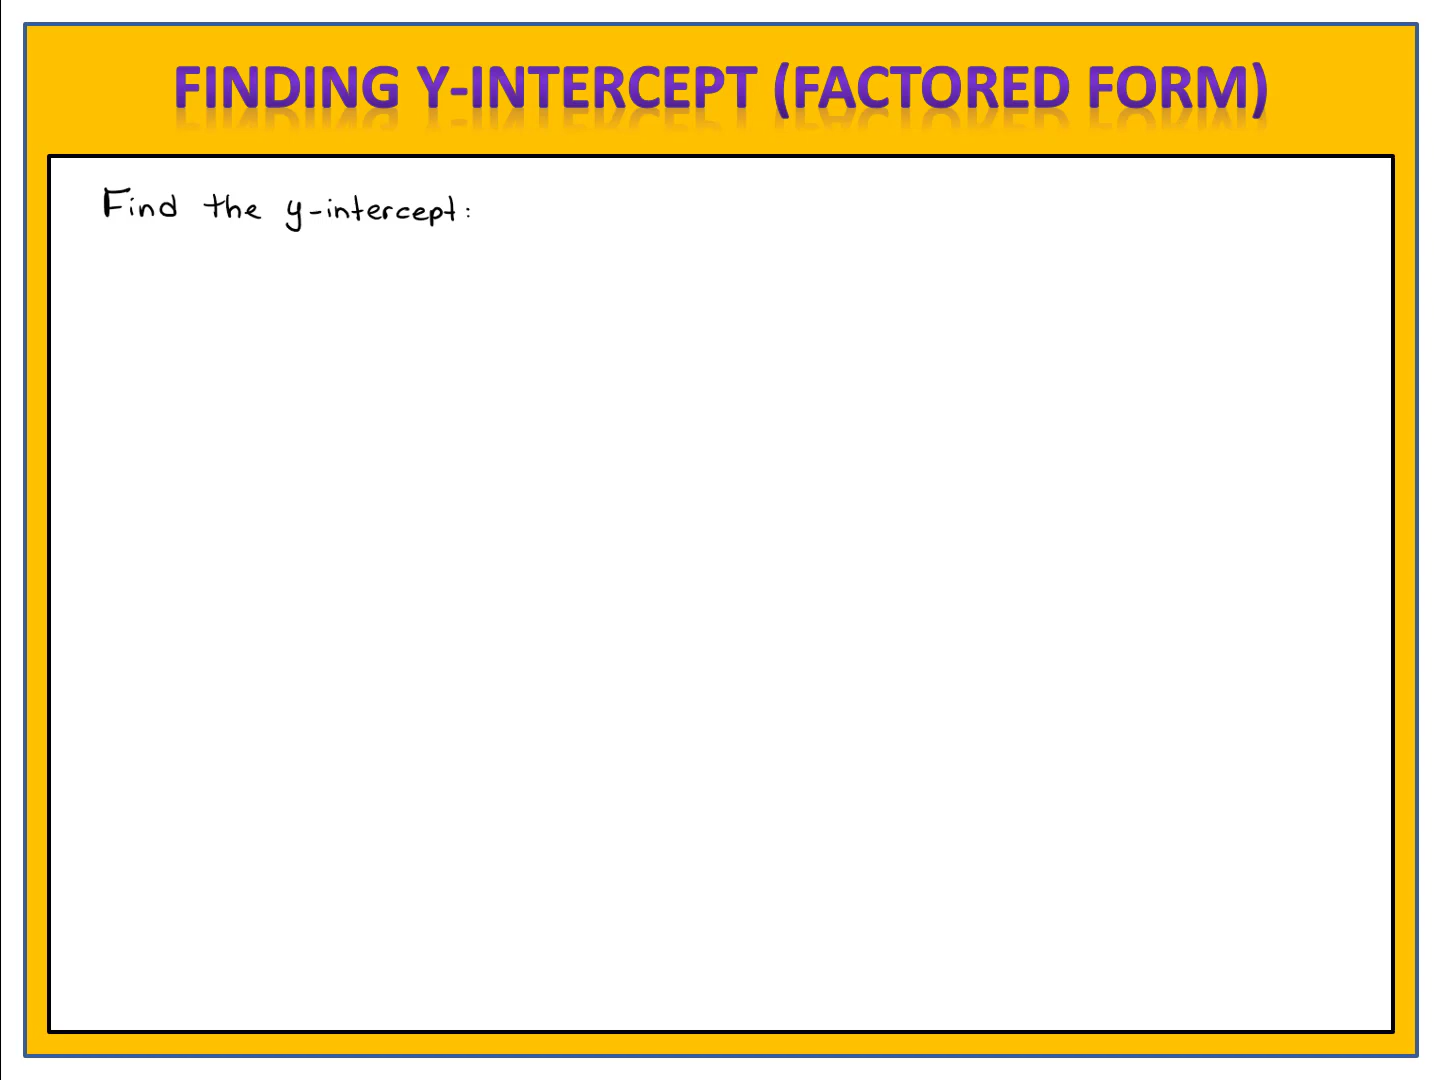 FINDING Y-INTERCEPT (FACTORED FORM)
Find the y-intercept: